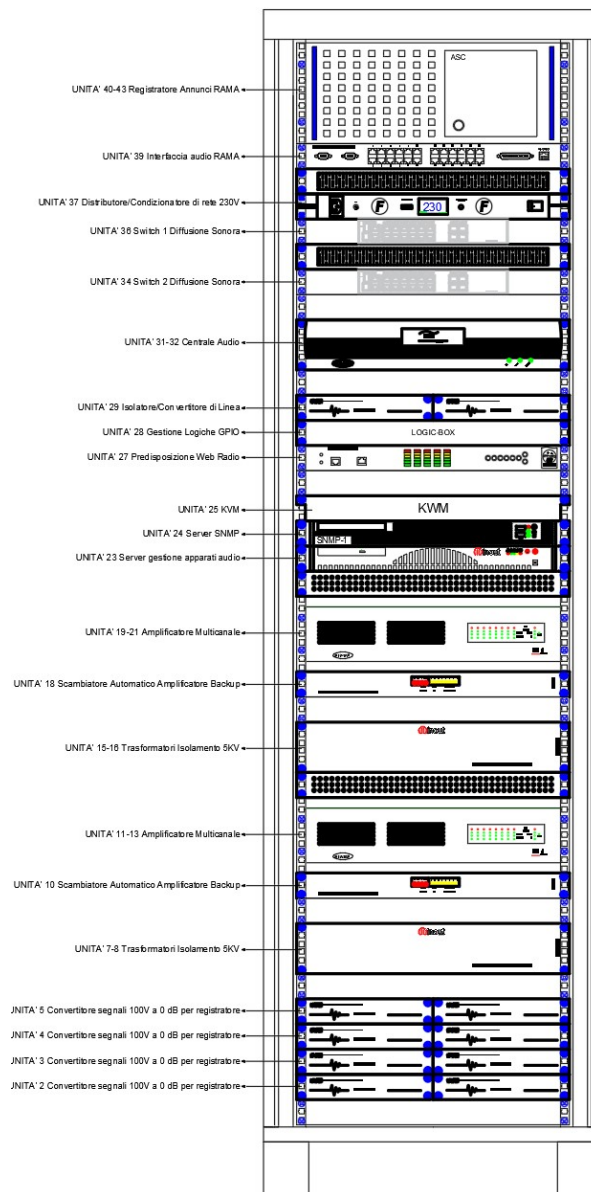 ASC
UNITA' 40-43 Registratore Annunci RAMA
UNITA' 39 Interfaccia audio RAMA
UNITA' 37 Distributore/Condizionatore di rete 230V
F
230
F
UNITA' 36 Switch 1 Diffusione Sonora
UNITA' 34 Switch 2 Diffusione Sonora
UNITA' 31-32 Centrale Audio
UNITA' 29 Isolatore/Convertitore di Linea
UNITA' 28 Gestione Logiche GPIO
LOGIC-BOX
UNITA' 27 Predisposizione Web Radio
UNITA' 25 KVM
KWM
UNITA' 24 Server SNMP
SNMP-1
UNITA' 23 Server gestione apparati audio
inout
UNITA' 19-21 Amplificatore Multicanale
UNITA' 18 Scambiatore Automatico Amplificatore Backup
inout
UNITA' 15-16 Trasformatori Isolamento 5KV
UNITA' 11-13 Amplificatore Multicanale
UNITA' 10 Scambiatore Automatico Amplificatore Backup
inout
UNITA' 7-8 Trasformatori Isolamento 5KV
JNITA' 5 Convertitore segnali 100V a 0 dB per registratore
JNITA' 4 Convertitore segnali 100V a 0 dB per registratore
JNITA' 3 Convertitore segnali 100V a 0 dB per registratore
JNITA' 2 Convertitore segnali 100V a 0 dB per registratore